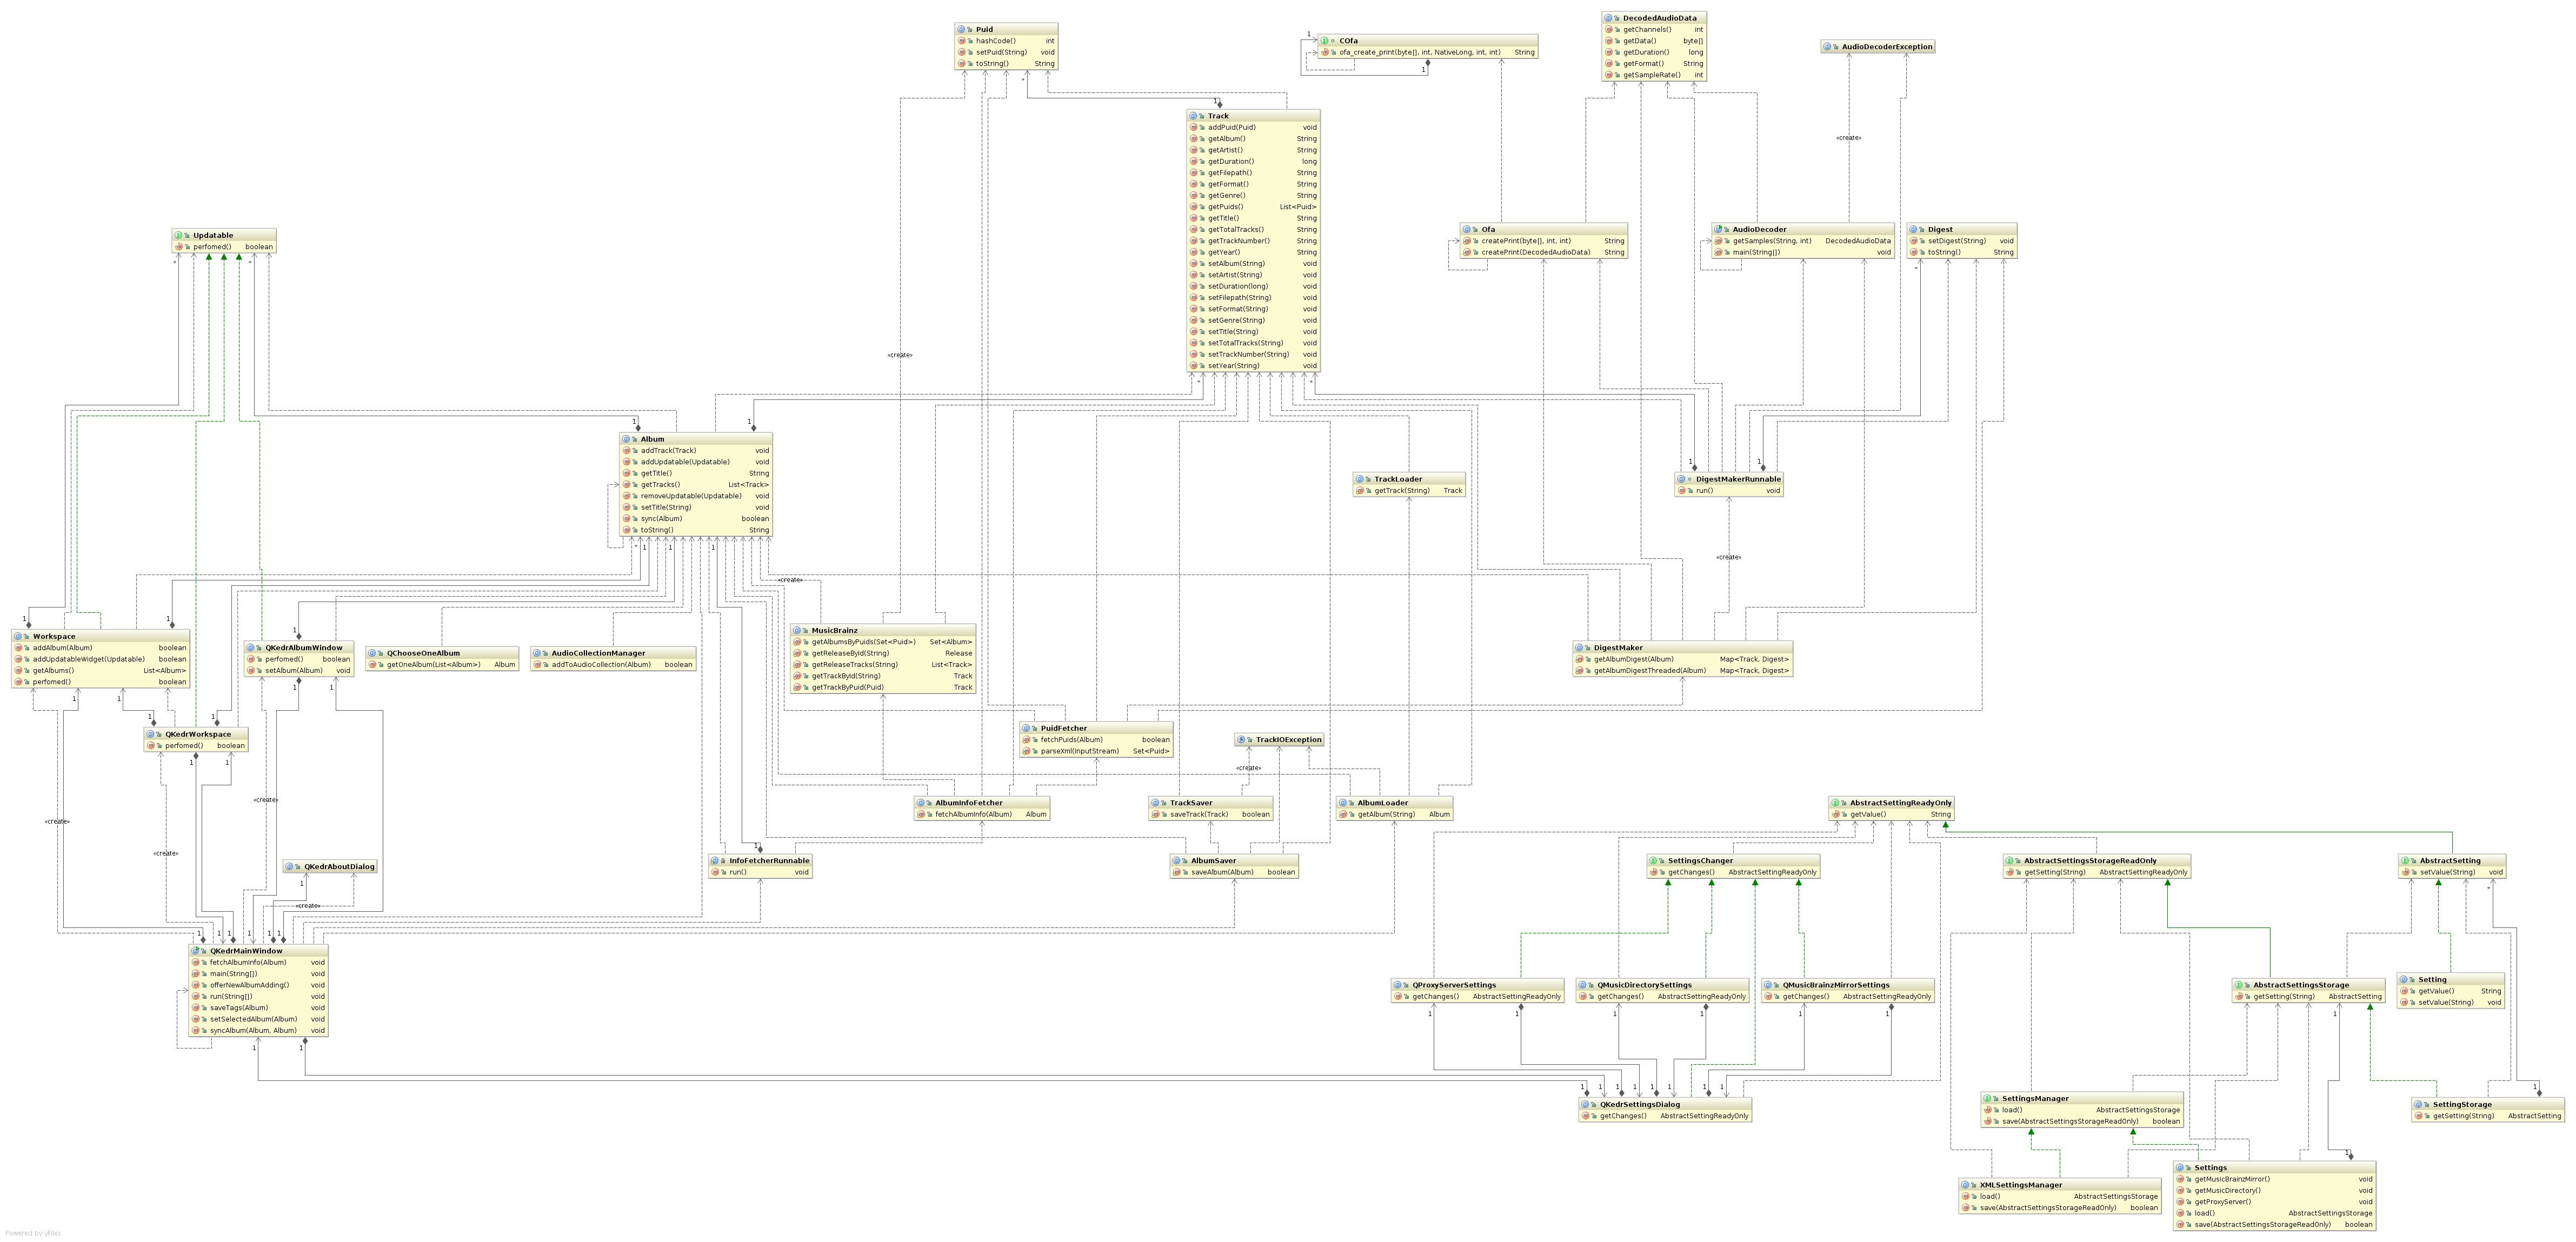 Puid
hashCode() int
setPuid(String) void
toString() String
COfa
ofa_create_print(byte[], int, NativeLong, int, int) String
DecodedAudioData
getChannels() int
getData() byte[]
getDuration() long
getFormat() String
getSampleRate() int
AudioDecoderException
Track
addPuid(Puid) void
getAlbum() String
getArtist() String
getDuration() long
getFilepath() String
getFormat() String
getGenre() String
getPuids() List<Puid>
getTitle() String
getTotalTracks() String
getTrackNumber() String
getYear() String
setAlbum(String) void
setArtist(String) void
setDuration(long) void
setFilepath(String) void
setFormat(String) void
setGenre(String) void
setTitle(String) void
setTotalTracks(String) void
setTrackNumber(String) void
setYear(String) void
«create»
Updatable
perfomed() boolean
Ofa
createPrint(byte[], int, int) String
createPrint(DecodedAudioData) String
AudioDecoder
getSamples(String, int) DecodedAudioData
main(String[]) void
Digest
setDigest(String) void
toString() String
«create»
Album
addTrack(Track) void
addUpdatable(Updatable) void
getTitle() String
getTracks() List<Track>
removeUpdatable(Updatable) void
setTitle(String) void
sync(Album) boolean
toString() String
TrackLoader
getTrack(String) Track
DigestMakerRunnable
run() void
«create»
«create»
Workspace
addAlbum(Album) boolean
addUpdatableWidget(Updatable) boolean
getAlbums() List<Album>
perfomed() boolean
QKedrAlbumWindow
perfomed() boolean
setAlbum(Album) void
QChooseOneAlbum
getOneAlbum(List<Album>) Album
AudioCollectionManager
addToAudioCollection(Album) boolean
MusicBrainz
getAlbumsByPuids(Set<Puid>) Set<Album>
getReleaseById(String) Release
getReleaseTracks(String) List<Track>
getTrackById(String) Track
getTrackByPuid(Puid) Track
DigestMaker
getAlbumDigest(Album) Map<Track, Digest>
getAlbumDigestThreaded(Album) Map<Track, Digest>
QKedrWorkspace
perfomed() boolean
PuidFetcher
fetchPuids(Album) boolean
parseXml(InputStream) Set<Puid>
TrackIOException
«create»
«create»
«create»
«create»
AlbumInfoFetcher
fetchAlbumInfo(Album) Album
TrackSaver
saveTrack(Track) boolean
AlbumLoader
getAlbum(String) Album
AbstractSettingReadyOnly
getValue() String
QKedrAboutDialog
«create»
InfoFetcherRunnable
run() void
AlbumSaver
saveAlbum(Album) boolean
SettingsChanger
getChanges() AbstractSettingReadyOnly
AbstractSettingsStorageReadOnly
getSetting(String) AbstractSettingReadyOnly
AbstractSetting
setValue(String) void
QKedrMainWindow
fetchAlbumInfo(Album) void
main(String[]) void
offerNewAlbumAdding() void
run(String[]) void
saveTags(Album) void
setSelectedAlbum(Album) void
syncAlbum(Album, Album) void
QProxyServerSettings
getChanges() AbstractSettingReadyOnly
QMusicDirectorySettings
getChanges() AbstractSettingReadyOnly
QMusicBrainzMirrorSettings
getChanges() AbstractSettingReadyOnly
AbstractSettingsStorage
getSetting(String) AbstractSetting
Setting
getValue() String
setValue(String) void
QKedrSettingsDialog
getChanges() AbstractSettingReadyOnly
SettingsManager
load() AbstractSettingsStorage
save(AbstractSettingsStorageReadOnly) boolean
SettingStorage
getSetting(String) AbstractSetting
XMLSettingsManager
load() AbstractSettingsStorage
save(AbstractSettingsStorageReadOnly) boolean
Settings
getMusicBrainzMirror() void
getMusicDirectory() void
getProxyServer() void
load() AbstractSettingsStorage
save(AbstractSettingsStorageReadOnly) boolean
Powered by yFiles